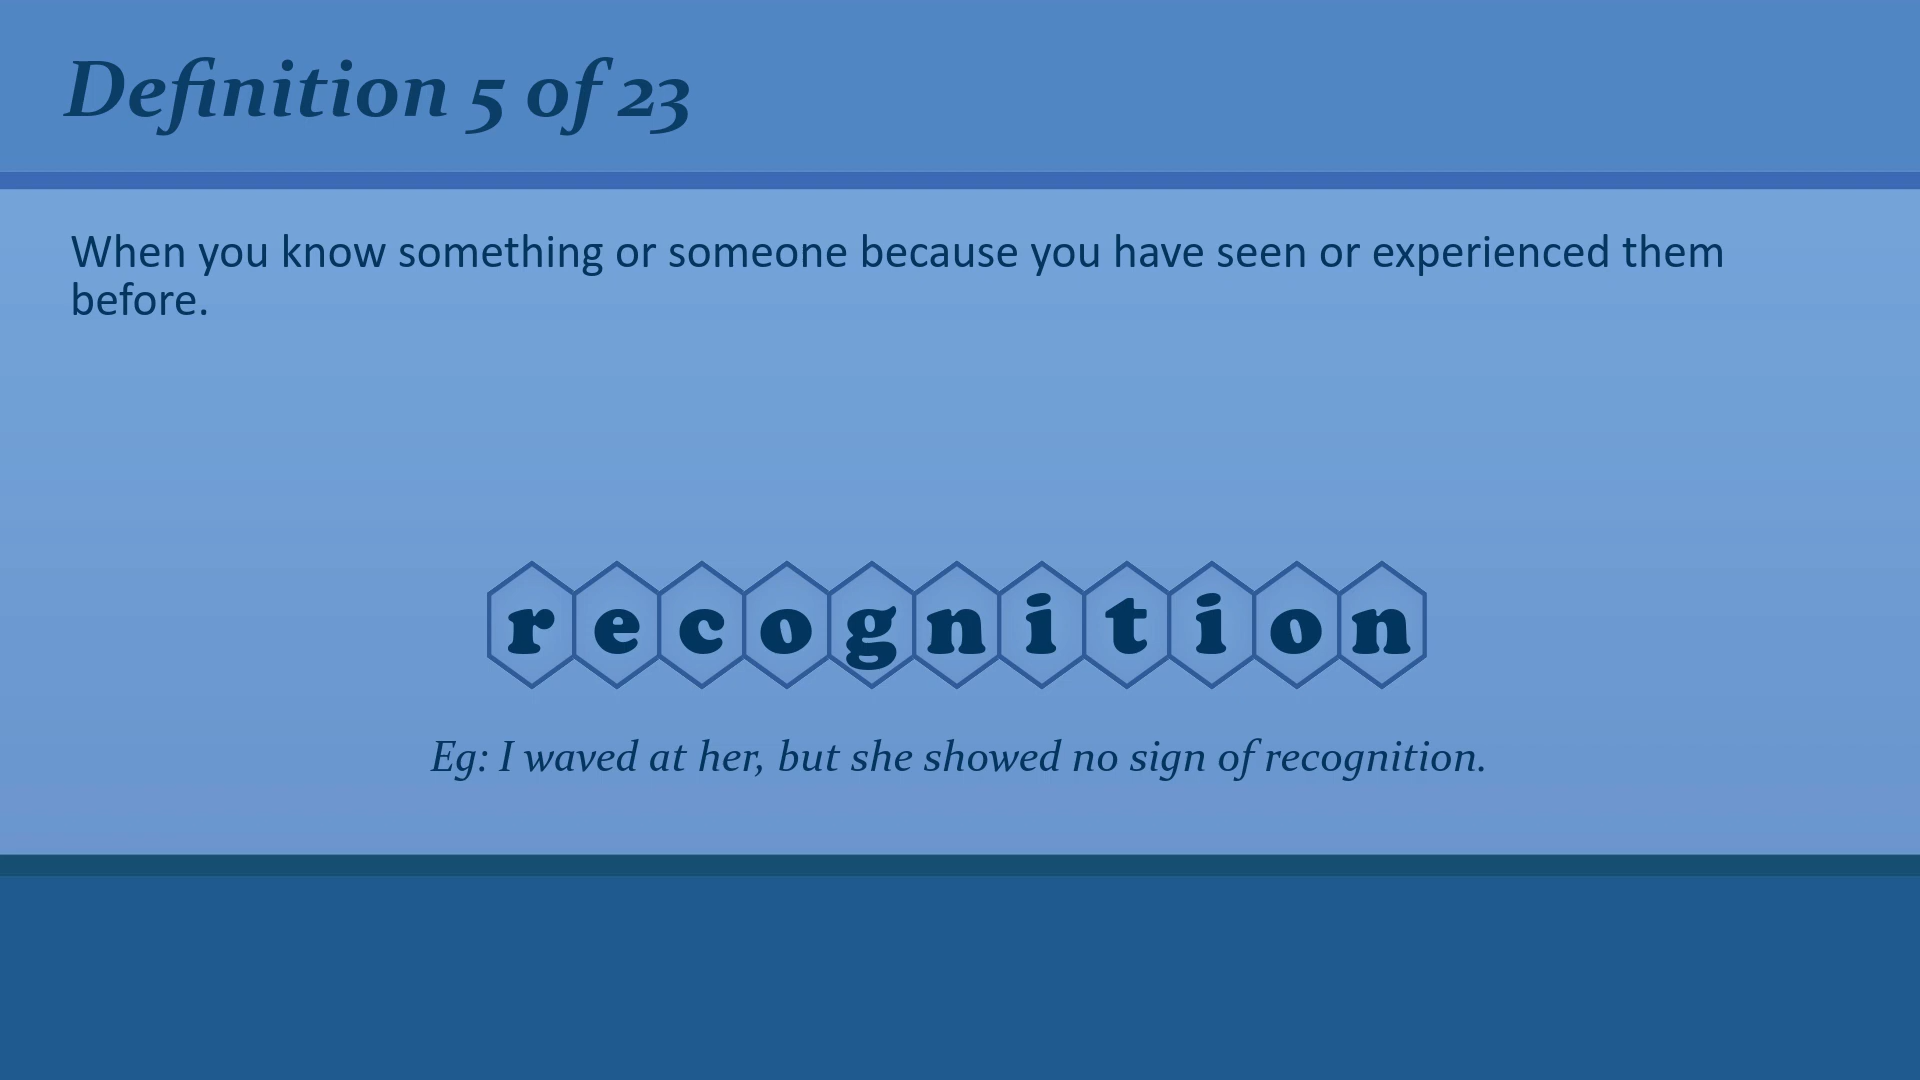 Definition 5 of 23
When you know something or someone because you have seen or experienced them
before.
recognition
Eg: I waved at her, but she showed no sign of recognition.